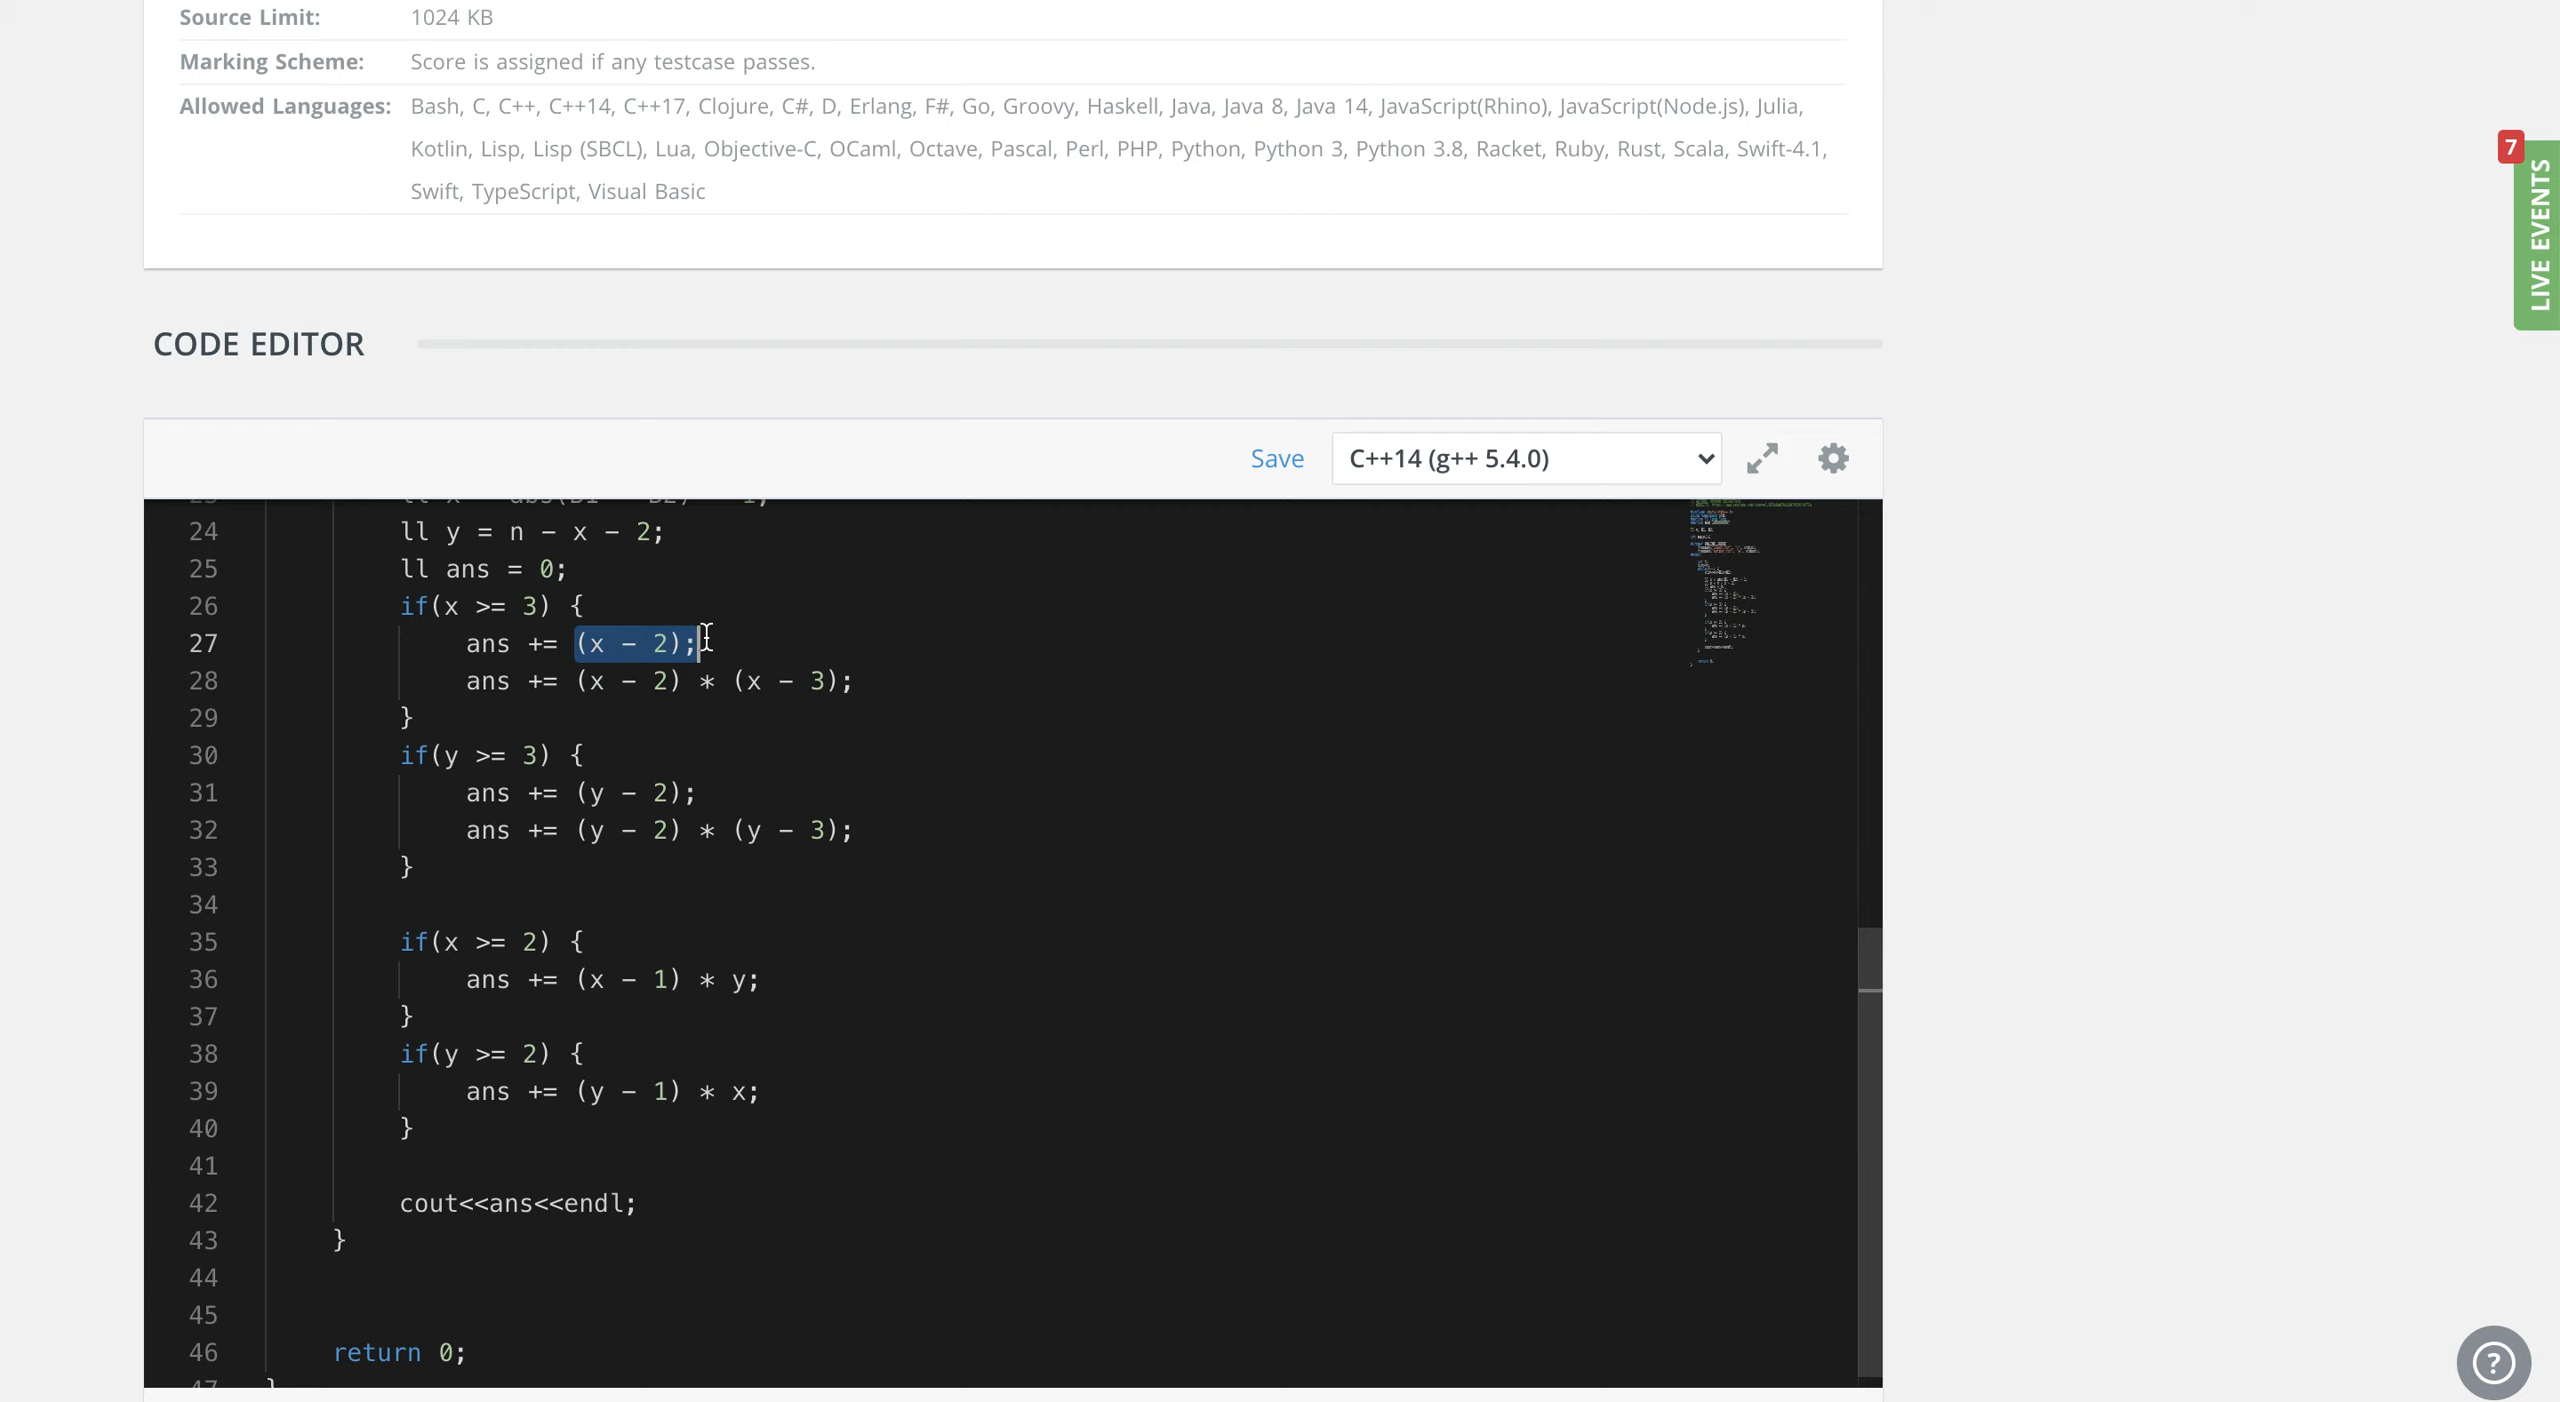 Source Limit: 1024 KB
Marking Scheme: Score is assigned if any testcase passes.
Allowed Languages: Bash, C, C++, C++14, C++17, Clojure, C#, D, Erlang, F#, Go, Groovy, Haskell, Java, Java 8, Java 14, JavaScript(Rhino), JavaScript(Node.js), Julia,
Kotlin, Lisp, Lisp (SBCL), Lua, Objective-C, OCaml, Octave, Pascal, Perl, PHP, Python, Python 3, Python 3.8, Racket, Ruby, Rust, Scala, Swift-4.1,
Swift, TypeScript, Visual Basic
7
LIVE EVENTS
CODE EDITOR
Save C++14 (g++ 5.4.0)
24 ll y = n - x - 2;
25 ll ans = 0;
26 if(x >= 3) {
27 ans += (x - 2);
28 ans += (x - 2) * (x - 3);
29 }
30 if(y >= 3) {
31 ans += (y - 2);
32 ans += (y - 2) * (y - 3);
33 }
34
35 if(x >= 2) {
36 ans += (x - 1) * y;
37 }
38 if(y >= 2) {
39 ans += (y - 1) * x;
40 }
41
42 cout<<ans<<endl;
43 }
44
45
46 return 0;
?